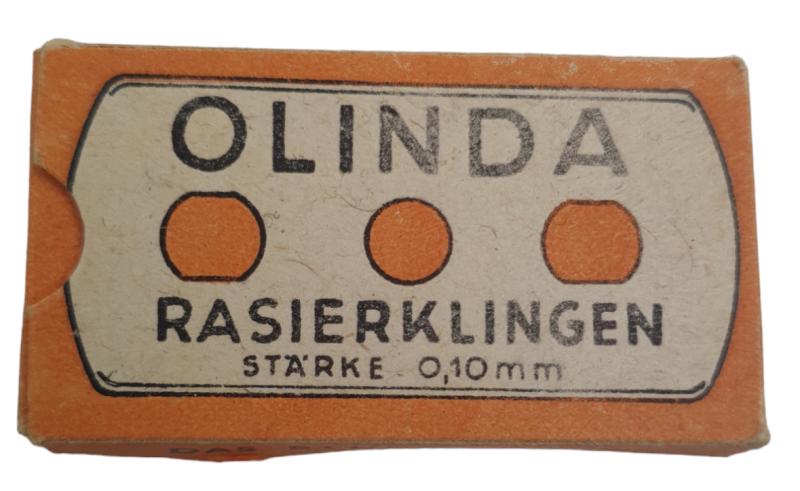 OLINDA
RASIERKLINGEN
STÄRKE 0,10mm